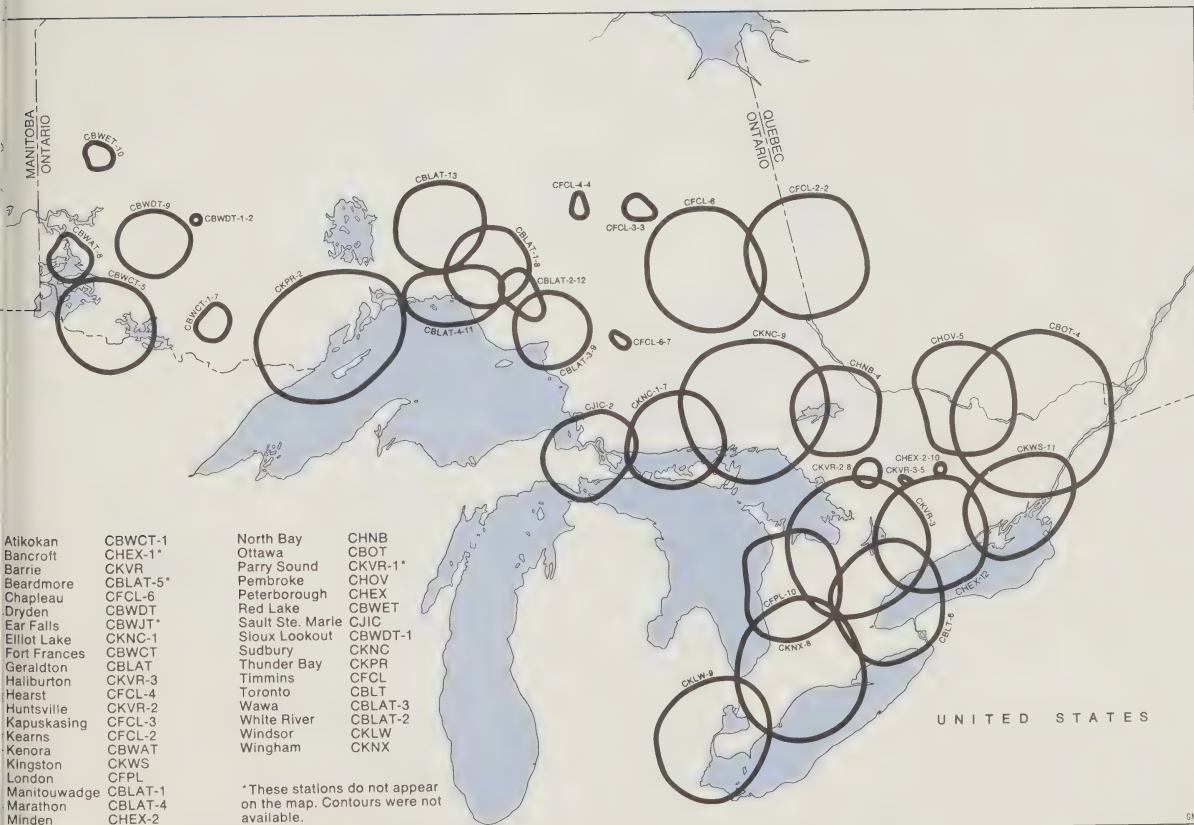 MANITOBA
ONTARIO
QUEBEC
ONTARIO
CBWET-10
CBWDT-9
CBWDT-1-2
CBWAT-8
CBWCT-5
CBWCT-1-7
CKPR-2
CBLAT-13
CBLAT-1-8
CBLAT-2-12
CBLAT-4-11
CBLAT-3-9
CFCL-4-4
CFCL-3-3
CFCL-6
CFCL-2-2
CFCL-6-7
CKNC-9
CKNC-1-7
CJIC-2
CHNB-4
CHOV-5
CBOT-4
CKWS-11
CHEX-2-10
CKVR-2 8
CKVR-3-5
CKVR-3
CHEX-12
CFPL-10
CKNX-8
CBLT-6
CKLW-9
UNITED STATES
Atikokan CBWCT-1
Bancroft CHEX-1*
Barrie CKVR
Beardmore CBLAT-5*
Chapleau CFCL-6
Dryden CBWDT
Ear Falls CBWJT*
Elliot Lake CKNC-1
Fort Frances CBWCT
Geraldton CBLAT
Haliburton CKVR-3
Hearst CFCL-4
Huntsville CKVR-2
Kapuskasing CFCL-3
Kearns CFCL-2
Kenora CBWAT
Kingston CKWS
London CFPL
Manitouwadge CBLAT-1
Marathon CBLAT-4
Minden CHEX-2
North Bay CHNB
Ottawa CBOT
Parry Sound CKVR-1*
Pembroke CHOV
Peterborough CHEX
Red Lake CBWET
Sault Ste. Marie CJIC
Sioux Lookout CBWDT-1
Sudbury CKNC
Thunder Bay CKPR
Timmins CFCL
Toronto CBLT
Wawa CBLAT-3
White River CBLAT-2
Windsor CKLW
Wingham CKNX
*These stations do not appear
on the map. Contours were not
available.